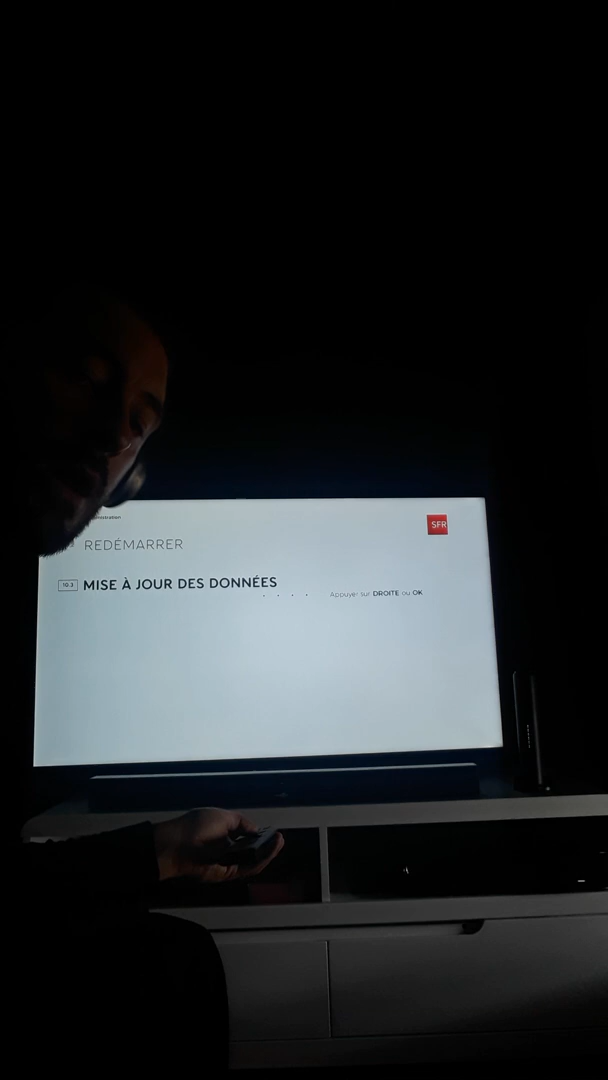 SFR
REDÉMARRER
10.3 MISE À JOUR DES DONNÉES
Appuyer sur DROITE ou OK